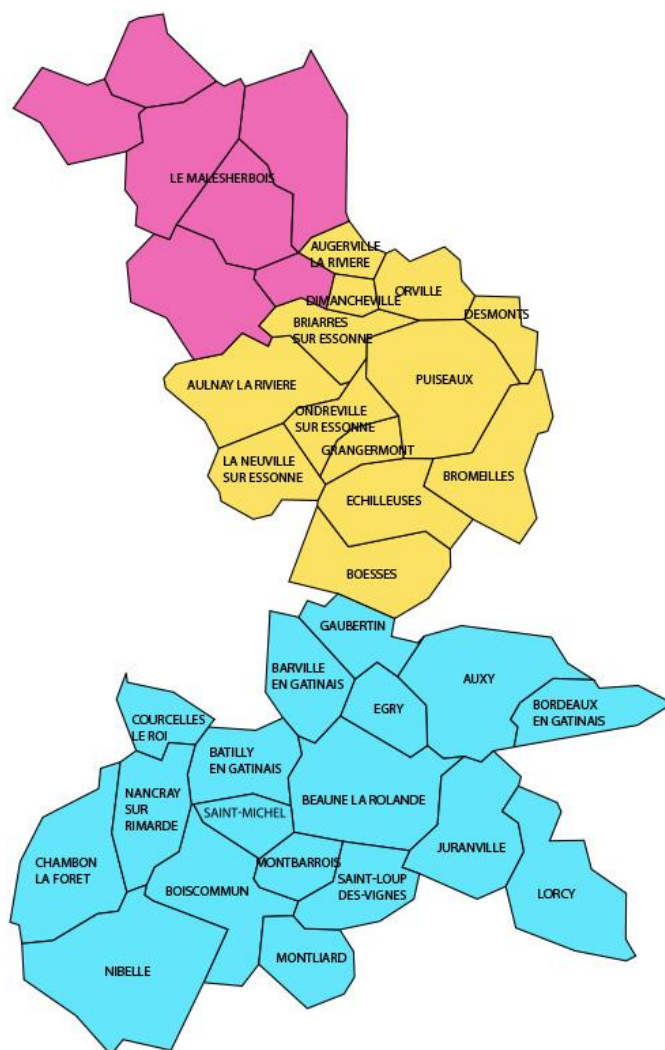 LE MALESHERBOIS
AUGERVILLE
LA RIVIERE
DIMANCHEVILLE
ORVILLE
DESMONTS
BRIARRES
SUR ESSONNE
AULNAY LA RIVIERE
PUISEAUX
ONDREVILLE
SUR ESSONNE
GRANGERMONT
LA NEUVILLE
SUR ESSONNE
BROMEILLES
ECHILLEUSES
BOESSES
GAUBERTIN
BARVILLE
EN GATINAIS
AUXY
EGRY
BORDEAUX
EN GATINAIS
COURCELLES
LE ROI
BATILLY
EN GATINAIS
NANCRAY
SUR
RIMARDE
BEAUNE LA ROLANDE
SAINT-MICHEL
CHAMBON
LA FORET
MONTBARROIS
JURANVILLE
BOISCOMMUN
SAINT-LOUP
DES-VIGNES
LORCY
NIBELLE
MONTLIARD